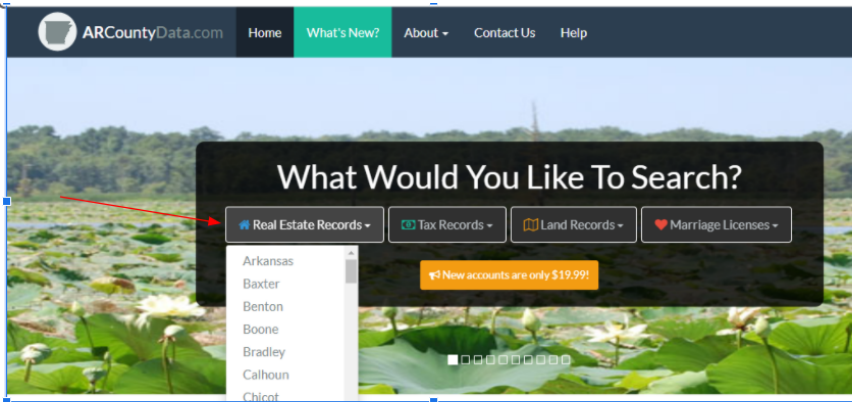 ARCountyData.com Home What's New? About Contact Us Help
What Would You Like To Search?
Real Estate Records Tax Records Land Records Marriage Licenses
New accounts are only $19.99!
Arkansas
Baxter
Benton
Boone
Bradley
Calhoun
Chicot